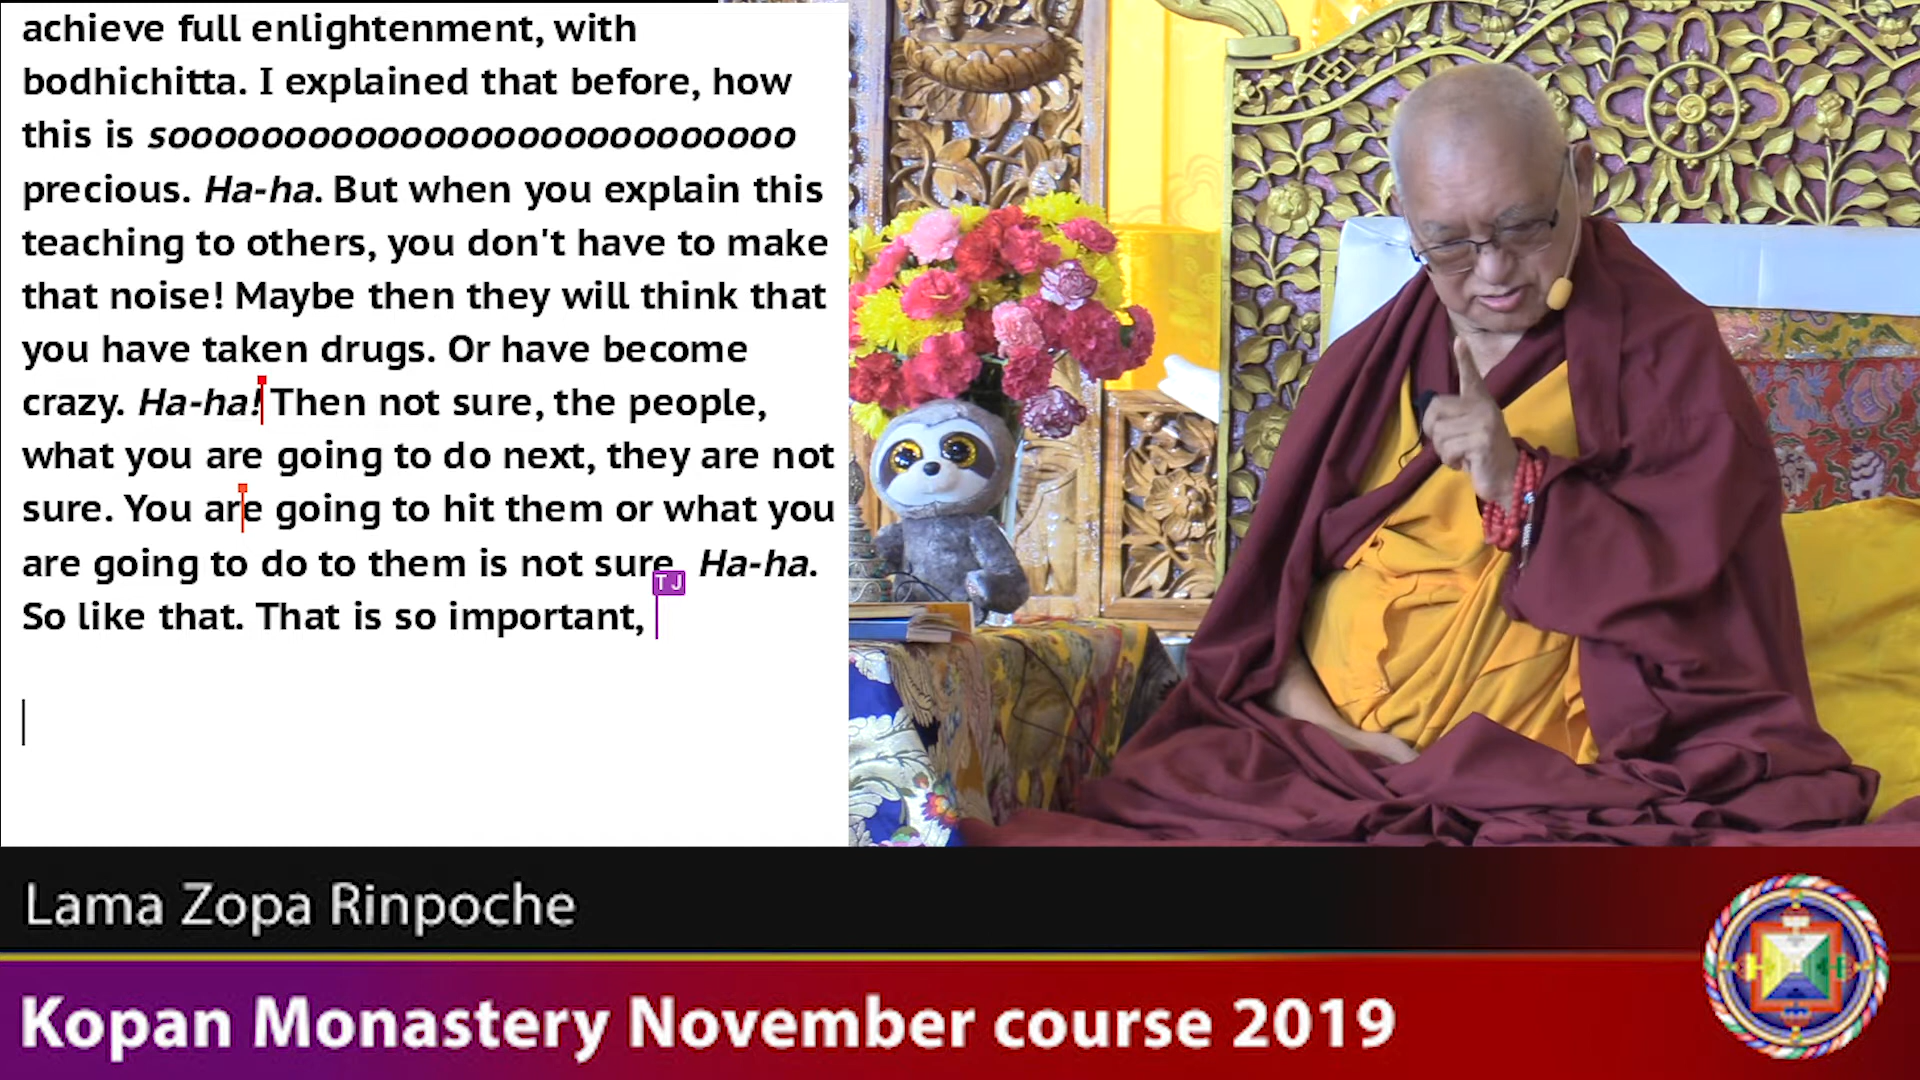 achieve full enlightenment, with
bodhichitta. I explained that before, how
this is sooooooooooooooooooooooooooo
precious. Ha-ha. But when you explain this
teaching to others, you don't have to make
that noise! Maybe then they will think that
you have taken drugs. Or have become
crazy. Ha-ha! Then not sure, the people,
what you are going to do next, they are not
sure. You are going to hit them or what you
are going to do to them is not sure. Ha-ha.
So like that. That is so important,
TJ
Lama Zopa Rinpoche
Kopan Monastery November course 2019